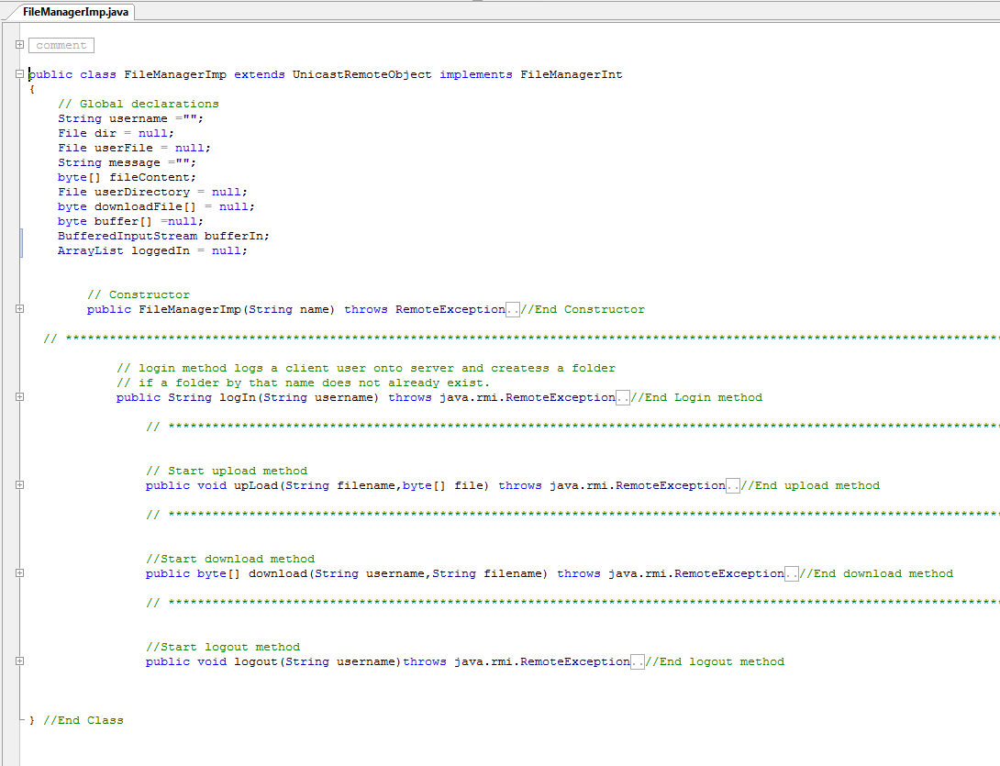 FileManagerImp.java
comment
public class FileManagerImp extends UnicastRemoteObject implements FileManagerInt
{
// Global declarations
String username ="";
File dir = null;
File userFile = null;
String message ="";
byte[] fileContent;
File userDirectory = null;
byte downloadFile[] = null;
byte buffer[] =null;
BufferedInputStream bufferIn;
ArrayList loggedIn = null;
// Constructor
public FileManagerImp(String name) throws RemoteException..//End Constructor
// ********************************************************************************************************************************
// login method logs a client user onto server and createss a folder
// if a folder by that name does not already exist.
public String logIn(String username) throws java.rmi.RemoteException..//End Login method
// ******************************************************************************************************************
// Start upload method
public void upLoad(String filename,byte[] file) throws java.rmi.RemoteException..//End upload method
// ******************************************************************************************************************
//Start download method
public byte[] download(String username,String filename) throws java.rmi.RemoteException..//End download method
// ******************************************************************************************************************
//Start logout method
public void logout(String username)throws java.rmi.RemoteException..//End logout method
} //End Class